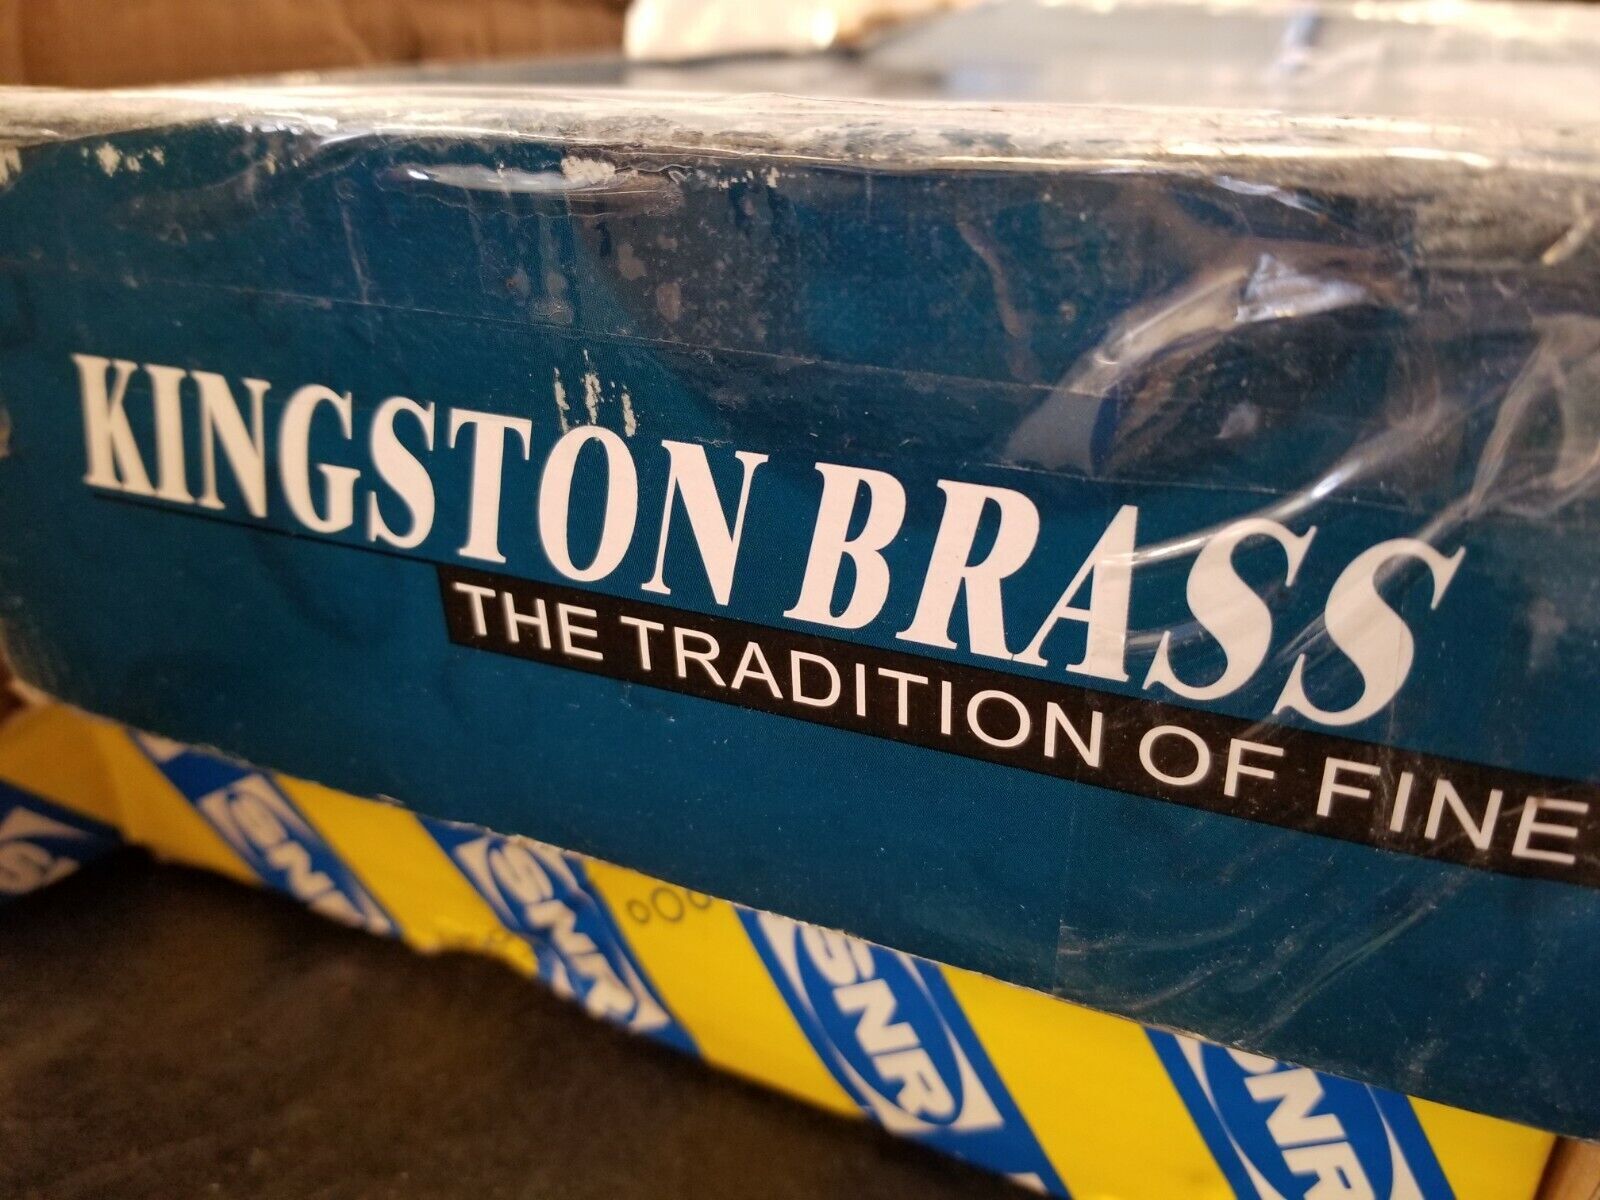 KINGSTON BRASS
THE TRADITION OF FINE
SNR
SNR
SNR
SNR